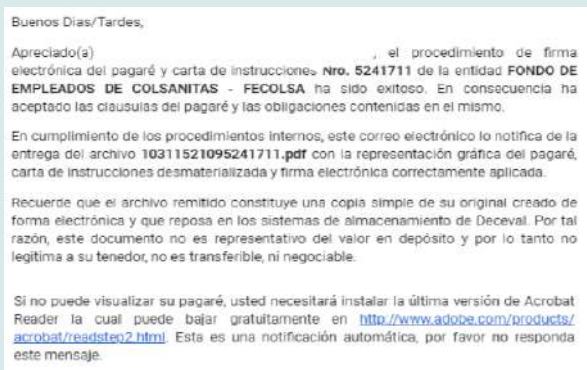 Buenos Dias/Tardes,
Apreciado(a) , el procedimiento de firma
electrónica del pagaré y carta de instrucciones Nro. 5241711 de la entidad FONDO DE
EMPLEADOS DE COLSANITAS - FECOLSA ha sido exitoso. En consecuencia ha
aceptado las clausulas del pagaré y las obligaciones contenidas en el mismo.
En cumplimiento de los procedimientos internos, este correo electrónico lo notifica de la
entrega del archivo 10311521095241711.pdf con la representación gráfica del pagaré,
carta de instrucciones desmaterializada y firma electrónica correctamente aplicada.
Recuerde que el archivo remitido constituye una copia simple de su original creado de
forma electrónica y que reposa en los sistemas de almacenamiento de Deceval. Por tal
razón, este documento no es representativo del valor en depósito y por lo tanto no
legitima a su tenedor, no es transferible, ni negociable.
Si no puede visualizar su pagaré, usted necesitará instalar la última versión de Acrobat
Reader la cual puede bajar gratuitamente en http://www.adobe.com/products/
acrobat/readstep2.html. Esta es una notificación automática, por favor no responda
este mensaje.